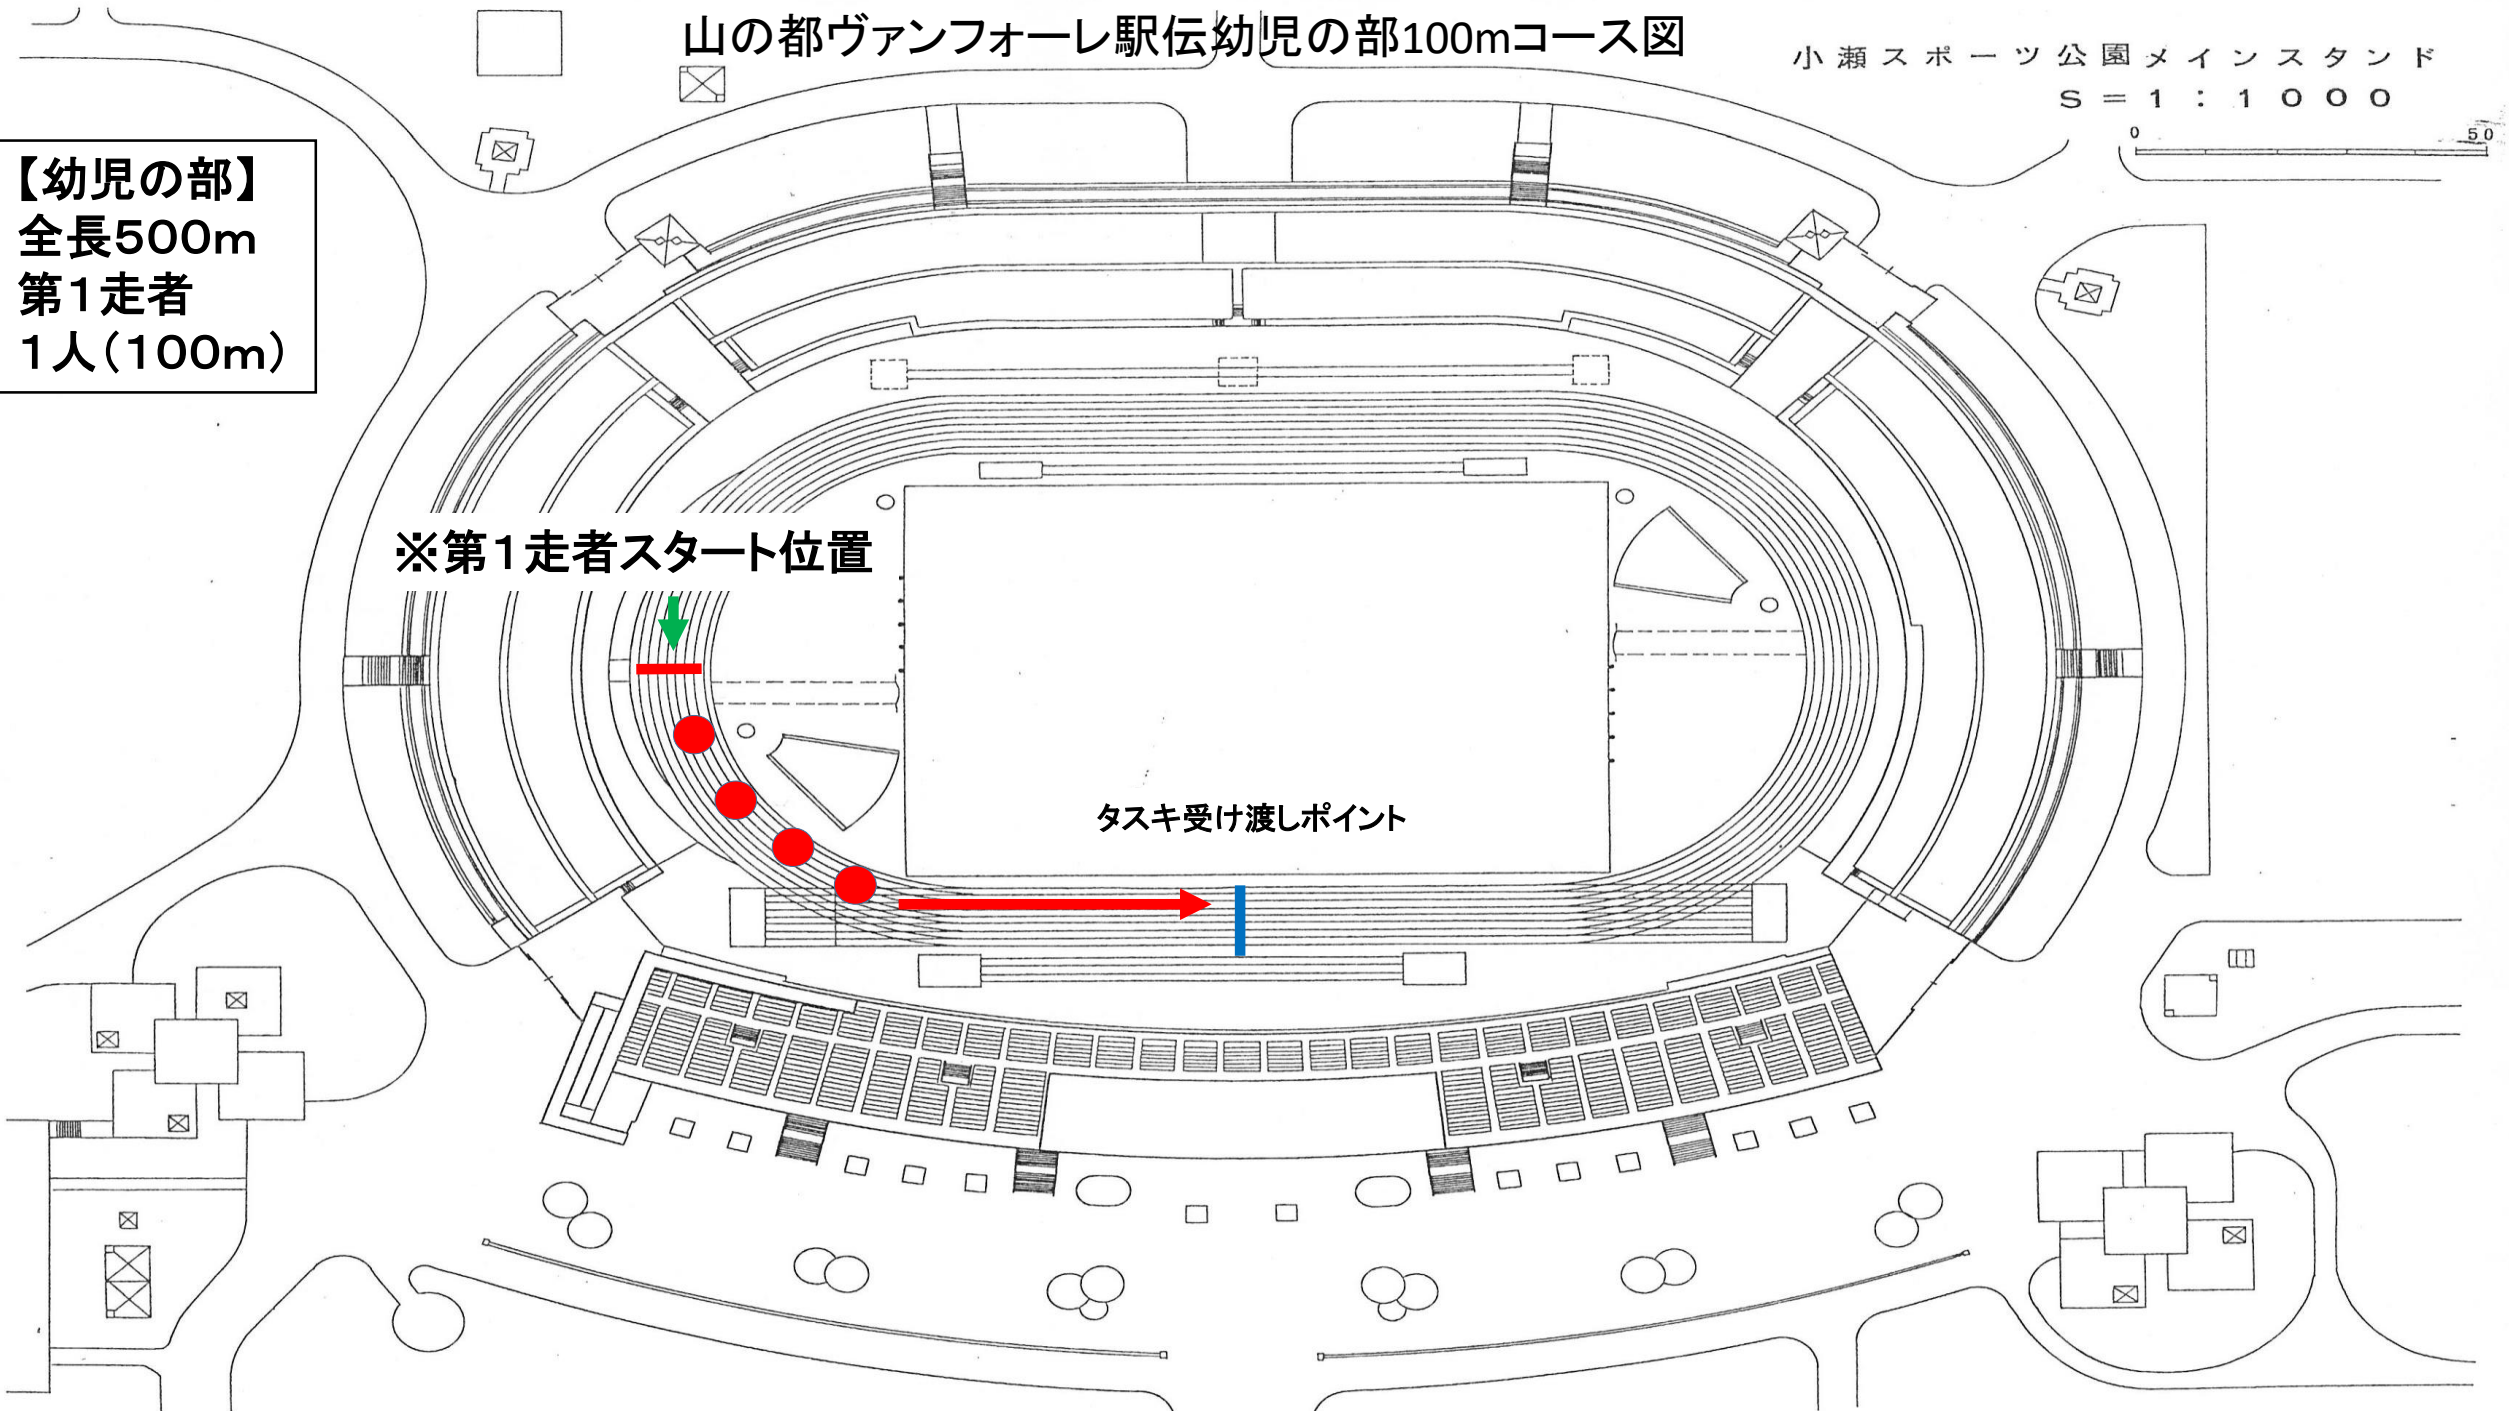 山の都ヴァンフォーレ駅伝幼児の部100mコース図
小瀬スポーツ公園メインスタンド
S=1:1000
0 50
【幼児の部】
全長500m
第1走者
1人(100m)
※第1走者スタート位置
タスキ受け渡しポイント